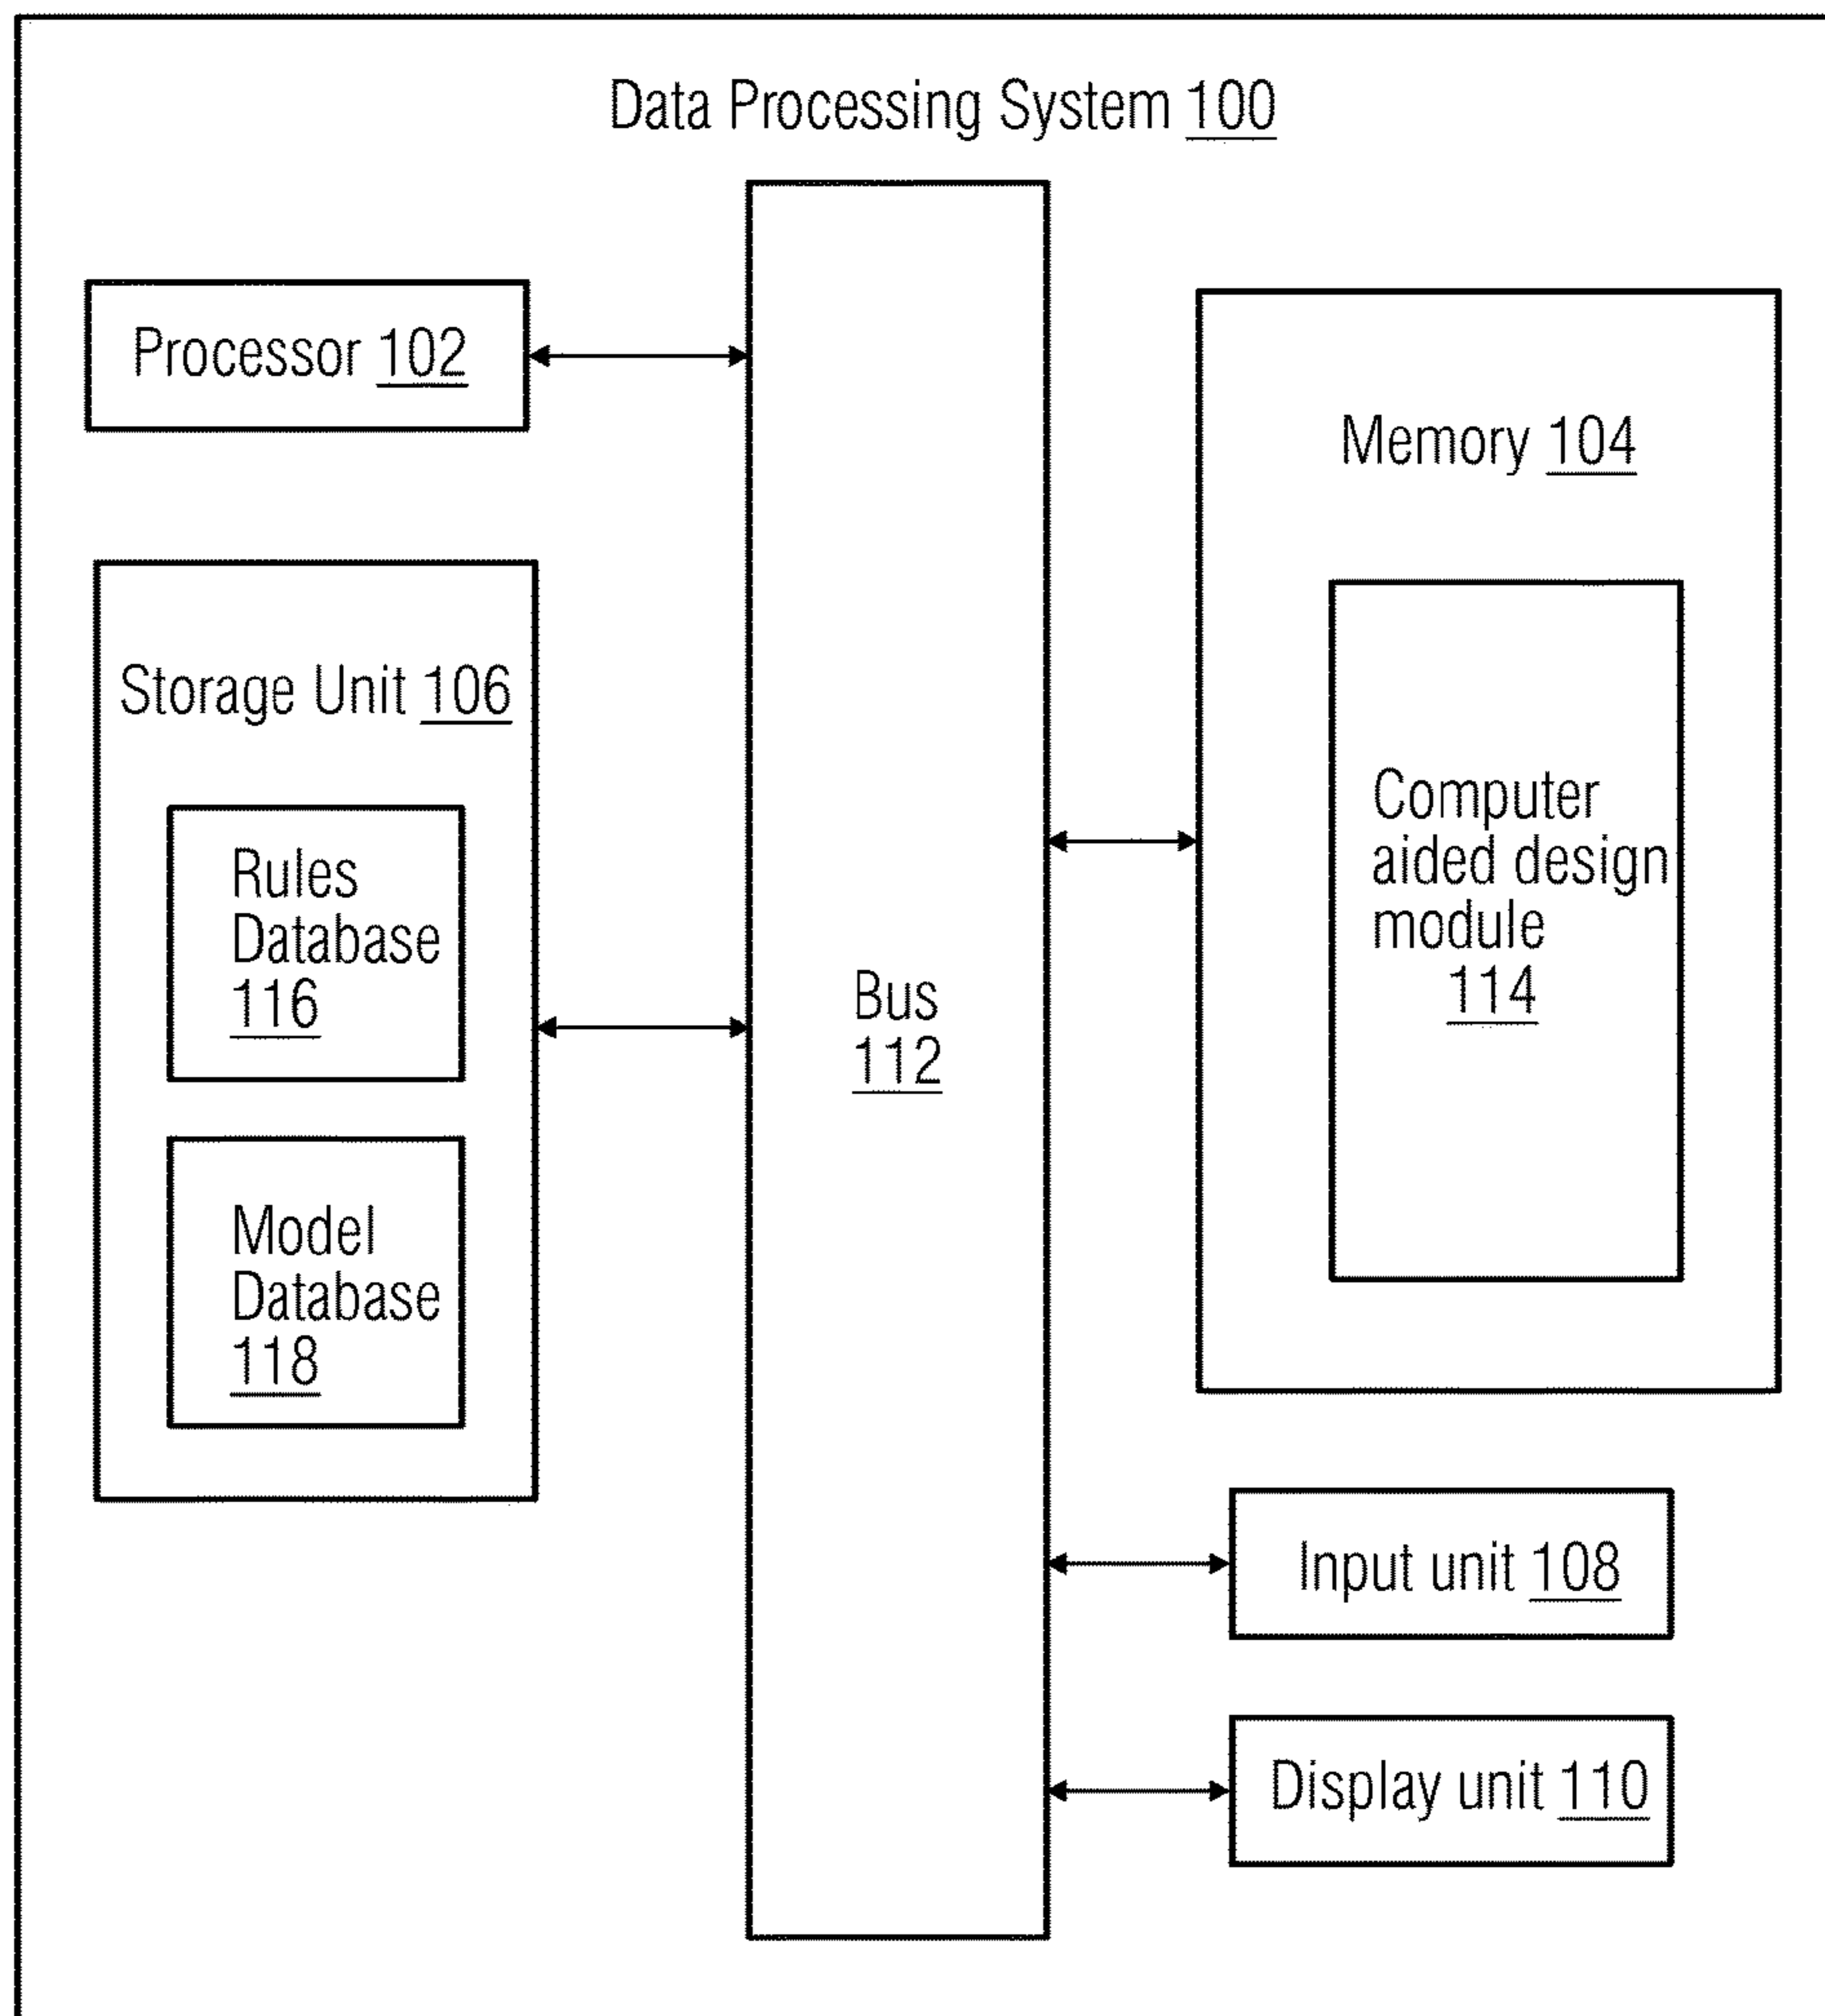 Data Processing System 100
Processor 102
Memory 104
Storage Unit 106
Rules
Database
116
Model
Database
118
Bus
112
Computer
aided design
module
114
Input unit 108
Display unit 110